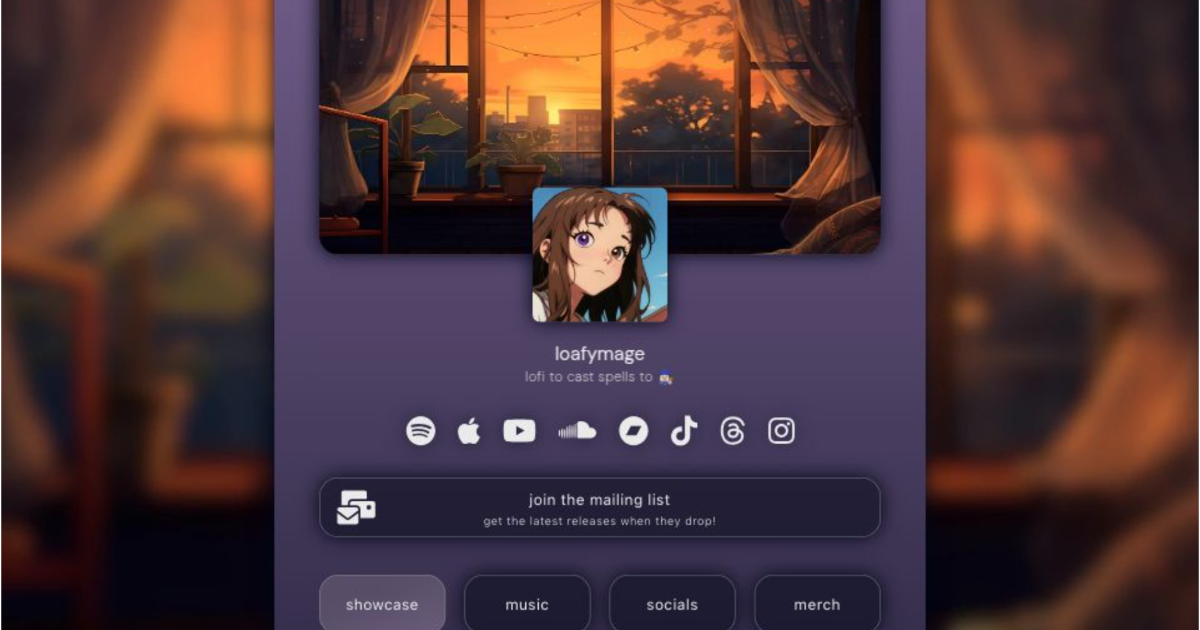 loafymage
lofi to cast spells to 🧙
join the mailing list
get the latest releases when they drop!
showcase
music
socials
merch